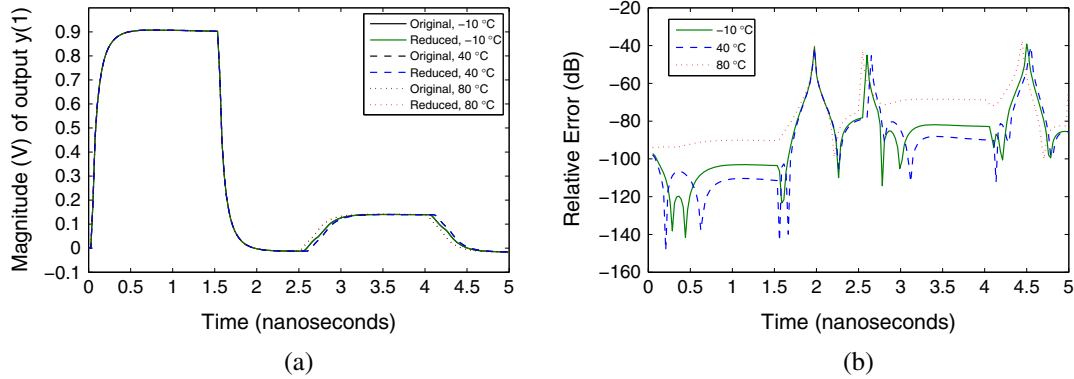 Magnitude (V) of output y(1)
0.9
0.8
0.7
0.6
0.5
0.4
0.3
0.2
0.1
0
−0.1
Original, −10 °C
Reduced, −10 °C
Original, 40 °C
Reduced, 40 °C
Original, 80 °C
Reduced, 80 °C
0 0.5 1 1.5 2 2.5 3 3.5 4 4.5 5
Time (nanoseconds)
(a)
Relative Error (dB)
−20
−40
−60
−80
−100
−120
−140
−160
−10 °C
40 °C
80 °C
0 0.5 1 1.5 2 2.5 3 3.5 4 4.5 5
Time (nanoseconds)
(b)